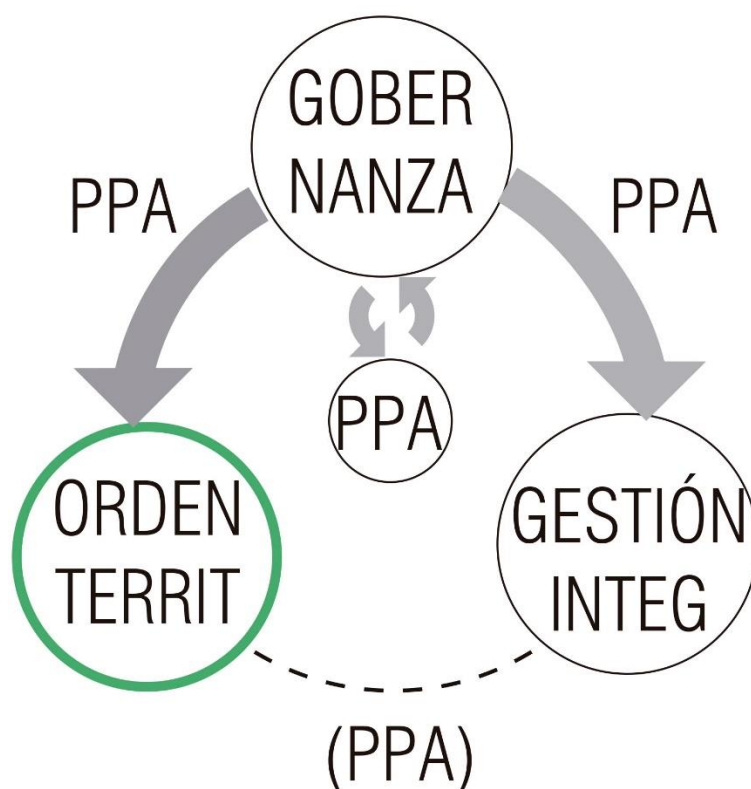 GOBER
NANZA
PPA
PPA
PPA
ORDEN
TERRIT
GESTIÓN
INTEG
(PPA)